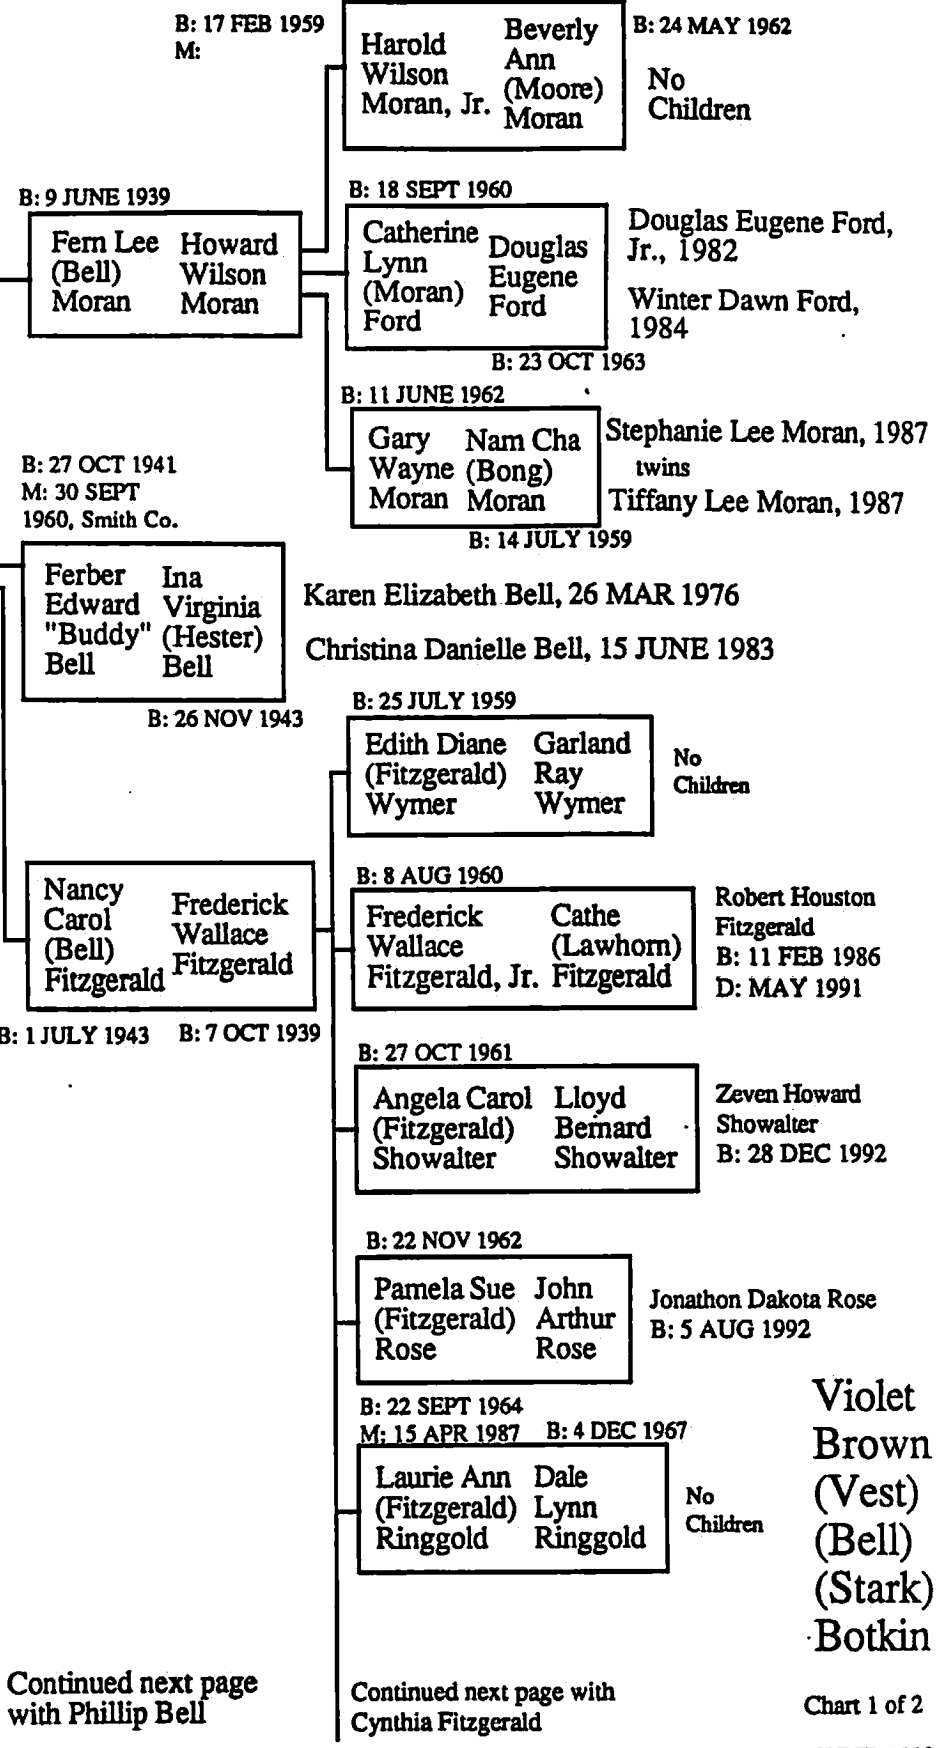 B: 17 FEB 1959
M:
Harold
Wilson
Moran, Jr.
Beverly
Ann
(Moore)
Moran
B: 24 MAY 1962
No
Children
B: 9 JUNE 1939
Fern Lee
(Bell)
Moran
Howard
Wilson
Moran
B: 18 SEPT 1960
Catherine
Lynn
(Moran)
Ford
Douglas
Eugene
Ford
B: 23 OCT 1963
Douglas Eugene Ford,
Jr., 1982
Winter Dawn Ford,
1984
B: 11 JUNE 1962
Gary
Wayne
Moran
Nam Cha
(Bong)
Moran
B: 14 JULY 1959
Stephanie Lee Moran, 1987
twins
Tiffany Lee Moran, 1987
B: 27 OCT 1941
M: 30 SEPT
1960, Smith Co.
Ferber
Edward
"Buddy"
Bell
Ina
Virginia
(Hester)
Bell
B: 26 NOV 1943
Karen Elizabeth Bell, 26 MAR 1976
Christina Danielle Bell, 15 JUNE 1983
B: 25 JULY 1959
Edith Diane
(Fitzgerald)
Wymer
Garland
Ray
Wymer
No
Children
Nancy
Carol
(Bell)
Fitzgerald
Frederick
Wallace
Fitzgerald
B: 1 JULY 1943
B: 7 OCT 1939
B: 8 AUG 1960
Frederick
Wallace
Fitzgerald, Jr.
Cathe
(Lawhorn)
Fitzgerald
Robert Houston
Fitzgerald
B: 11 FEB 1986
D: MAY 1991
B: 27 OCT 1961
Angela Carol
(Fitzgerald)
Showalter
Lloyd
Bernard
Showalter
Zeven Howard
Showalter
B: 28 DEC 1992
B: 22 NOV 1962
Pamela Sue
(Fitzgerald)
Rose
John
Arthur
Rose
Jonathon Dakota Rose
B: 5 AUG 1992
B: 22 SEPT 1964
M: 15 APR 1987
B: 4 DEC 1967
Laurie Ann
(Fitzgerald)
Ringgold
Dale
Lynn
Ringgold
No
Children
Violet
Brown
(Vest)
(Bell)
(Stark)
Botkin
Continued next page
with Phillip Bell
Continued next page with
Cynthia Fitzgerald
Chart 1 of 2